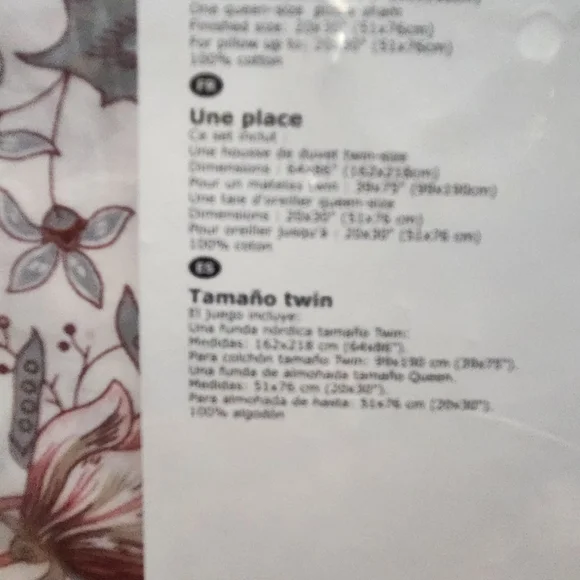 One queen-size pillow sham
Finished size: 20x30" (51x76cm)
For pillow up to: 20x30" (51x76cm)
100% cotton
FR
Une place
Ce set inclut :
Une housse de duvet twin-size
Dimensions : 64x86" (162x218cm)
Pour un matelas twin : 39x75" (99x190cm)
Une taie d'oreiller queen-size
Dimensions : 20x30" (51x76 cm)
Pour oreiller jusqu'à : 20x30" (51x76 cm)
100% coton
ES
Tamaño twin
El juego incluye:
Una funda nórdica tamaño Twin:
Medidas: 162x218 cm (64x86").
Para colchón tamaño Twin: 99x190 cm (39x75").
Una funda de almohada tamaño Queen.
Medidas: 51x76 cm (20x30").
Para almohada de hasta: 51x76 cm (20x30").
100% algodón